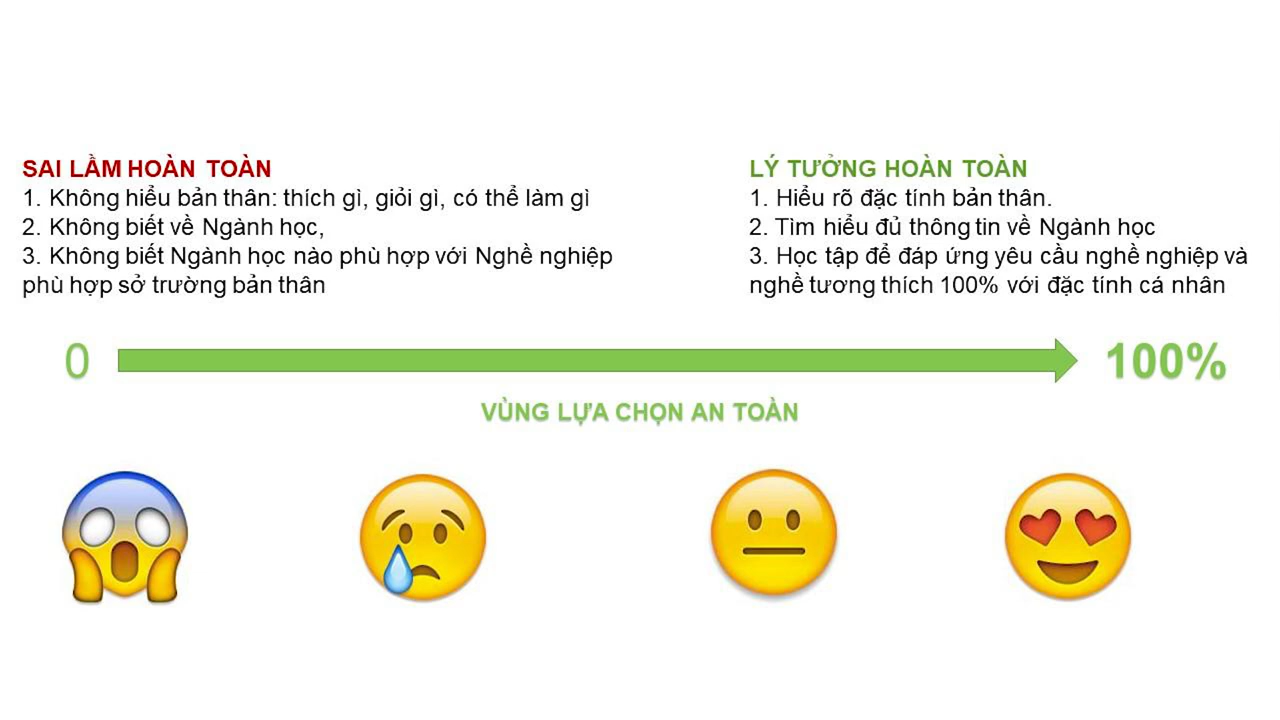 SAI LẦM HOÀN TOÀN
1. Không hiểu bản thân: thích gì, giỏi gì, có thể làm gì
2. Không biết về Ngành học,
3. Không biết Ngành học nào phù hợp với Nghề nghiệp
phù hợp sở trường bản thân
LÝ TƯỞNG HOÀN TOÀN
1. Hiểu rõ đặc tính bản thân.
2. Tìm hiểu đủ thông tin về Ngành học
3. Học tập để đáp ứng yêu cầu nghề nghiệp và
nghề tương thích 100% với đặc tính cá nhân
0
100%
VÙNG LỰA CHỌN AN TOÀN